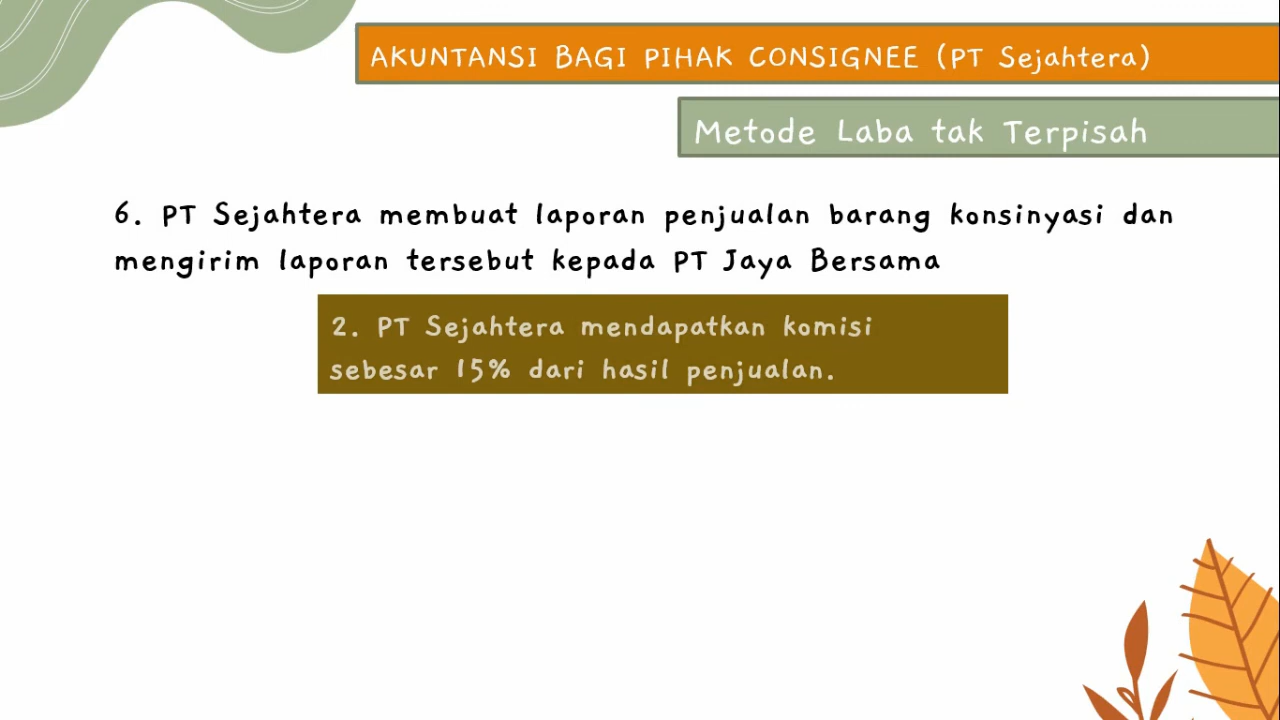 AKUNTANSI BAGI PIHAK CONSIGNEE (PT Sejahtera)
Metode Laba tak Terpisah
6. PT Sejahtera membuat laporan penjualan barang konsinyasi dan
mengirim laporan tersebut kepada PT Jaya Bersama
2. PT Sejahtera mendapatkan komisi
sebesar 15% dari hasil penjualan.